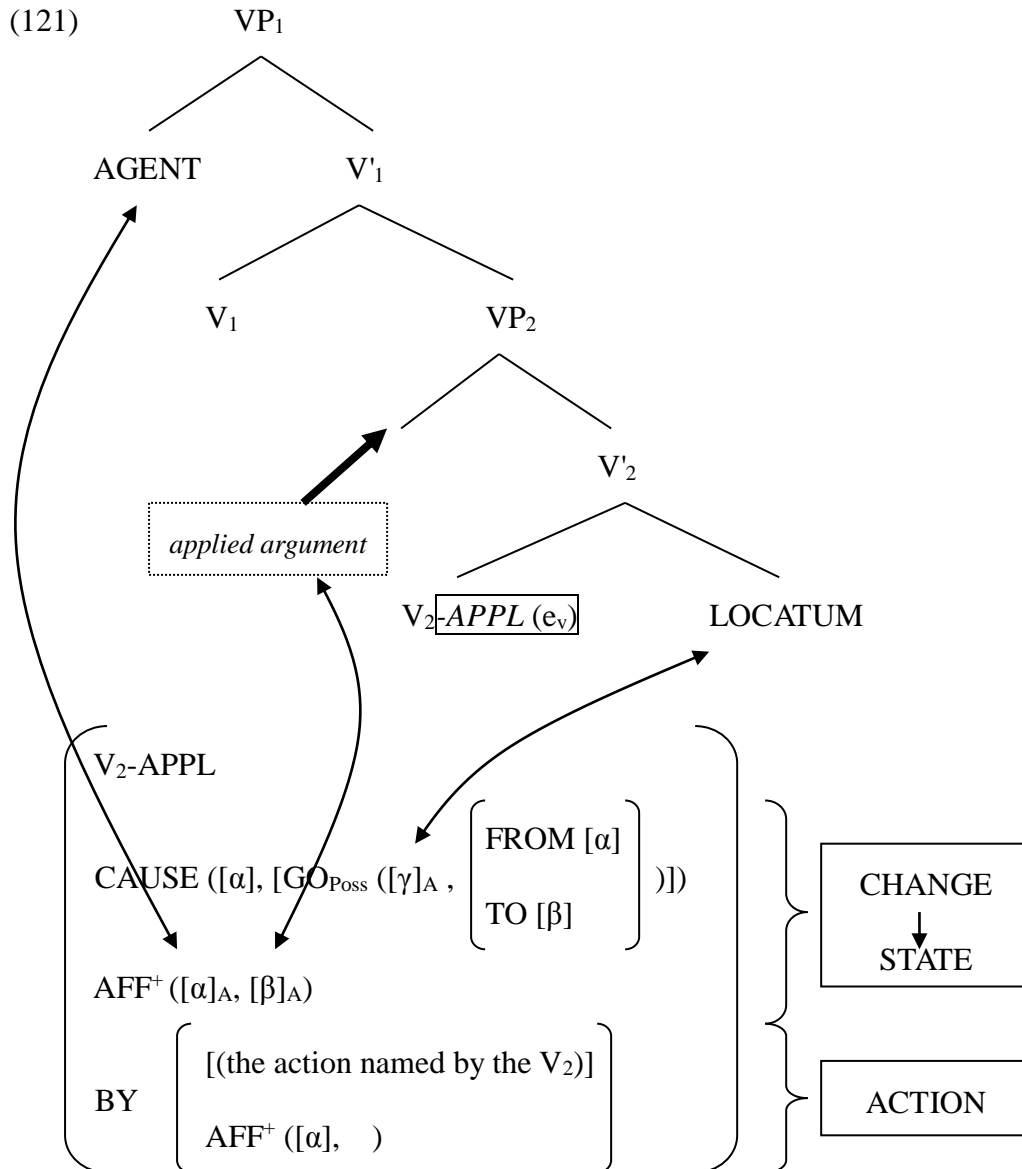 (121) VP₁
AGENT V'₁
V₁ VP₂
V'₂
applied argument
V₂-APPL (eᵥ) LOCATUM
V₂-APPL
FROM [α]
CAUSE ([α], [GOPoss ([γ]A , )]) CHANGE
TO [β]
STATE
AFF⁺ ([α]A, [β]A)
[(the action named by the V₂)]
BY ACTION
AFF⁺ ([α], )